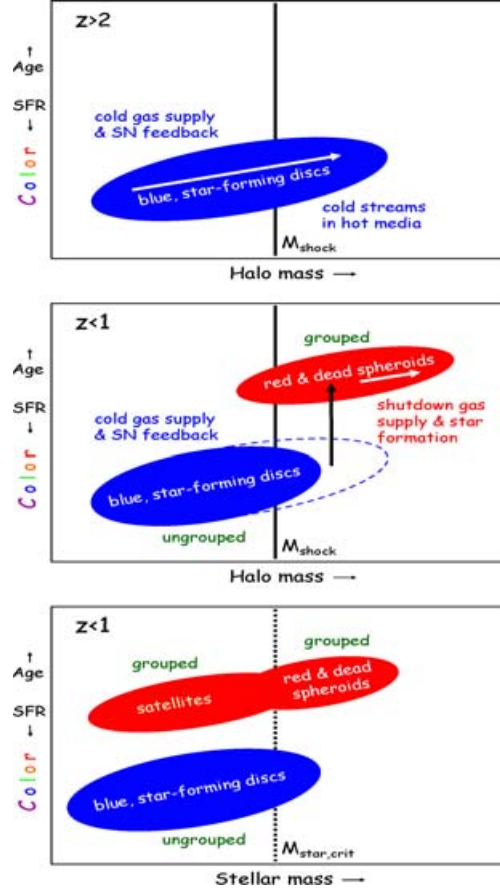 z>2
↑
Age
SFR
↓
Color
cold gas supply
& SN feedback
blue, star-forming discs
cold streams
in hot media
M_shock
Halo mass →
z<1
↑
Age
SFR
↓
Color
grouped
red & dead spheroids
cold gas supply
& SN feedback
shutdown gas
supply & star
formation
blue, star-forming discs
ungrouped
M_shock
Halo mass →
z<1
↑
Age
SFR
↓
Color
grouped
grouped
satellites
red & dead
spheroids
blue, star-forming discs
ungrouped
M_star,crit
Stellar mass →